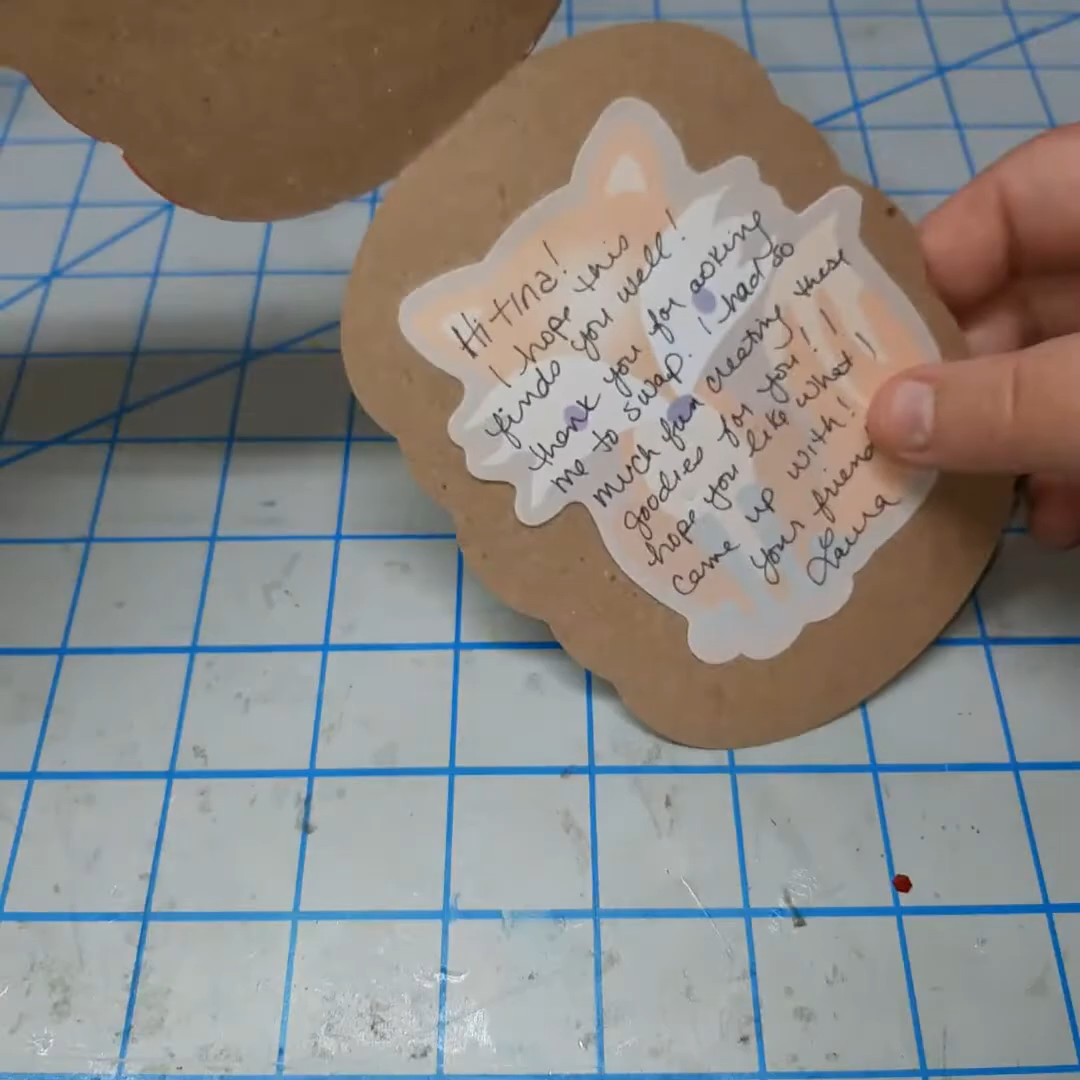 Hi Tina!
I hope this
finds you well!
thank you for asking
me to swap. I had so
much fun creating these
goodies for you! I
hope you like what I
came up with!
your friend
Laura